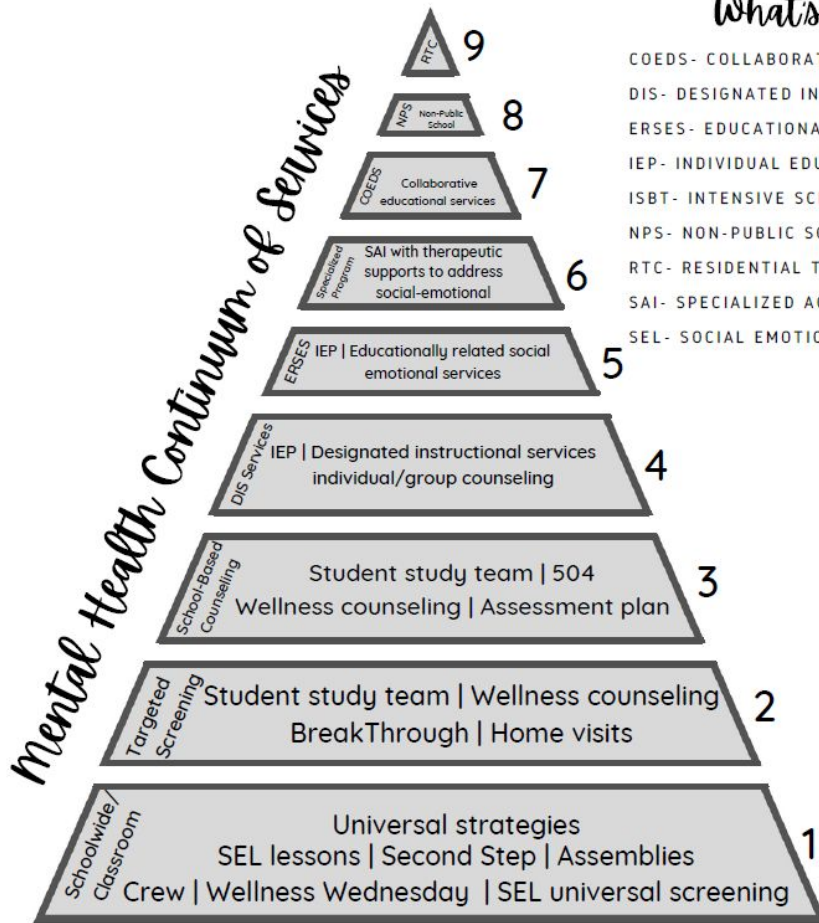 What's
COEDS- COLLABORAT
DIS- DESIGNATED IN
ERSES- EDUCATIONA
IEP- INDIVIDUAL EDU
ISBT- INTENSIVE SC
NPS- NON-PUBLIC SC
RTC- RESIDENTIAL T
SAI- SPECIALIZED A
SEL- SOCIAL EMOTIO
Mental Health Continuum of Services
RTC
9
NPS
Non-Public
School
8
COEDS
Collaborative
educational services
7
Specialized
Program
SAI with therapeutic
supports to address
social-emotional
6
ERSES
IEP | Educationally related social
emotional services
5
DIS Services
IEP | Designated instructional services
individual/group counseling
4
School-Based
Counseling
Student study team | 504
Wellness counseling | Assessment plan
3
Targeted
Screening
Student study team | Wellness counseling
BreakThrough | Home visits
2
Schoolwide/
Classroom
Universal strategies
SEL lessons | Second Step | Assemblies
Crew | Wellness Wednesday | SEL universal screening
1